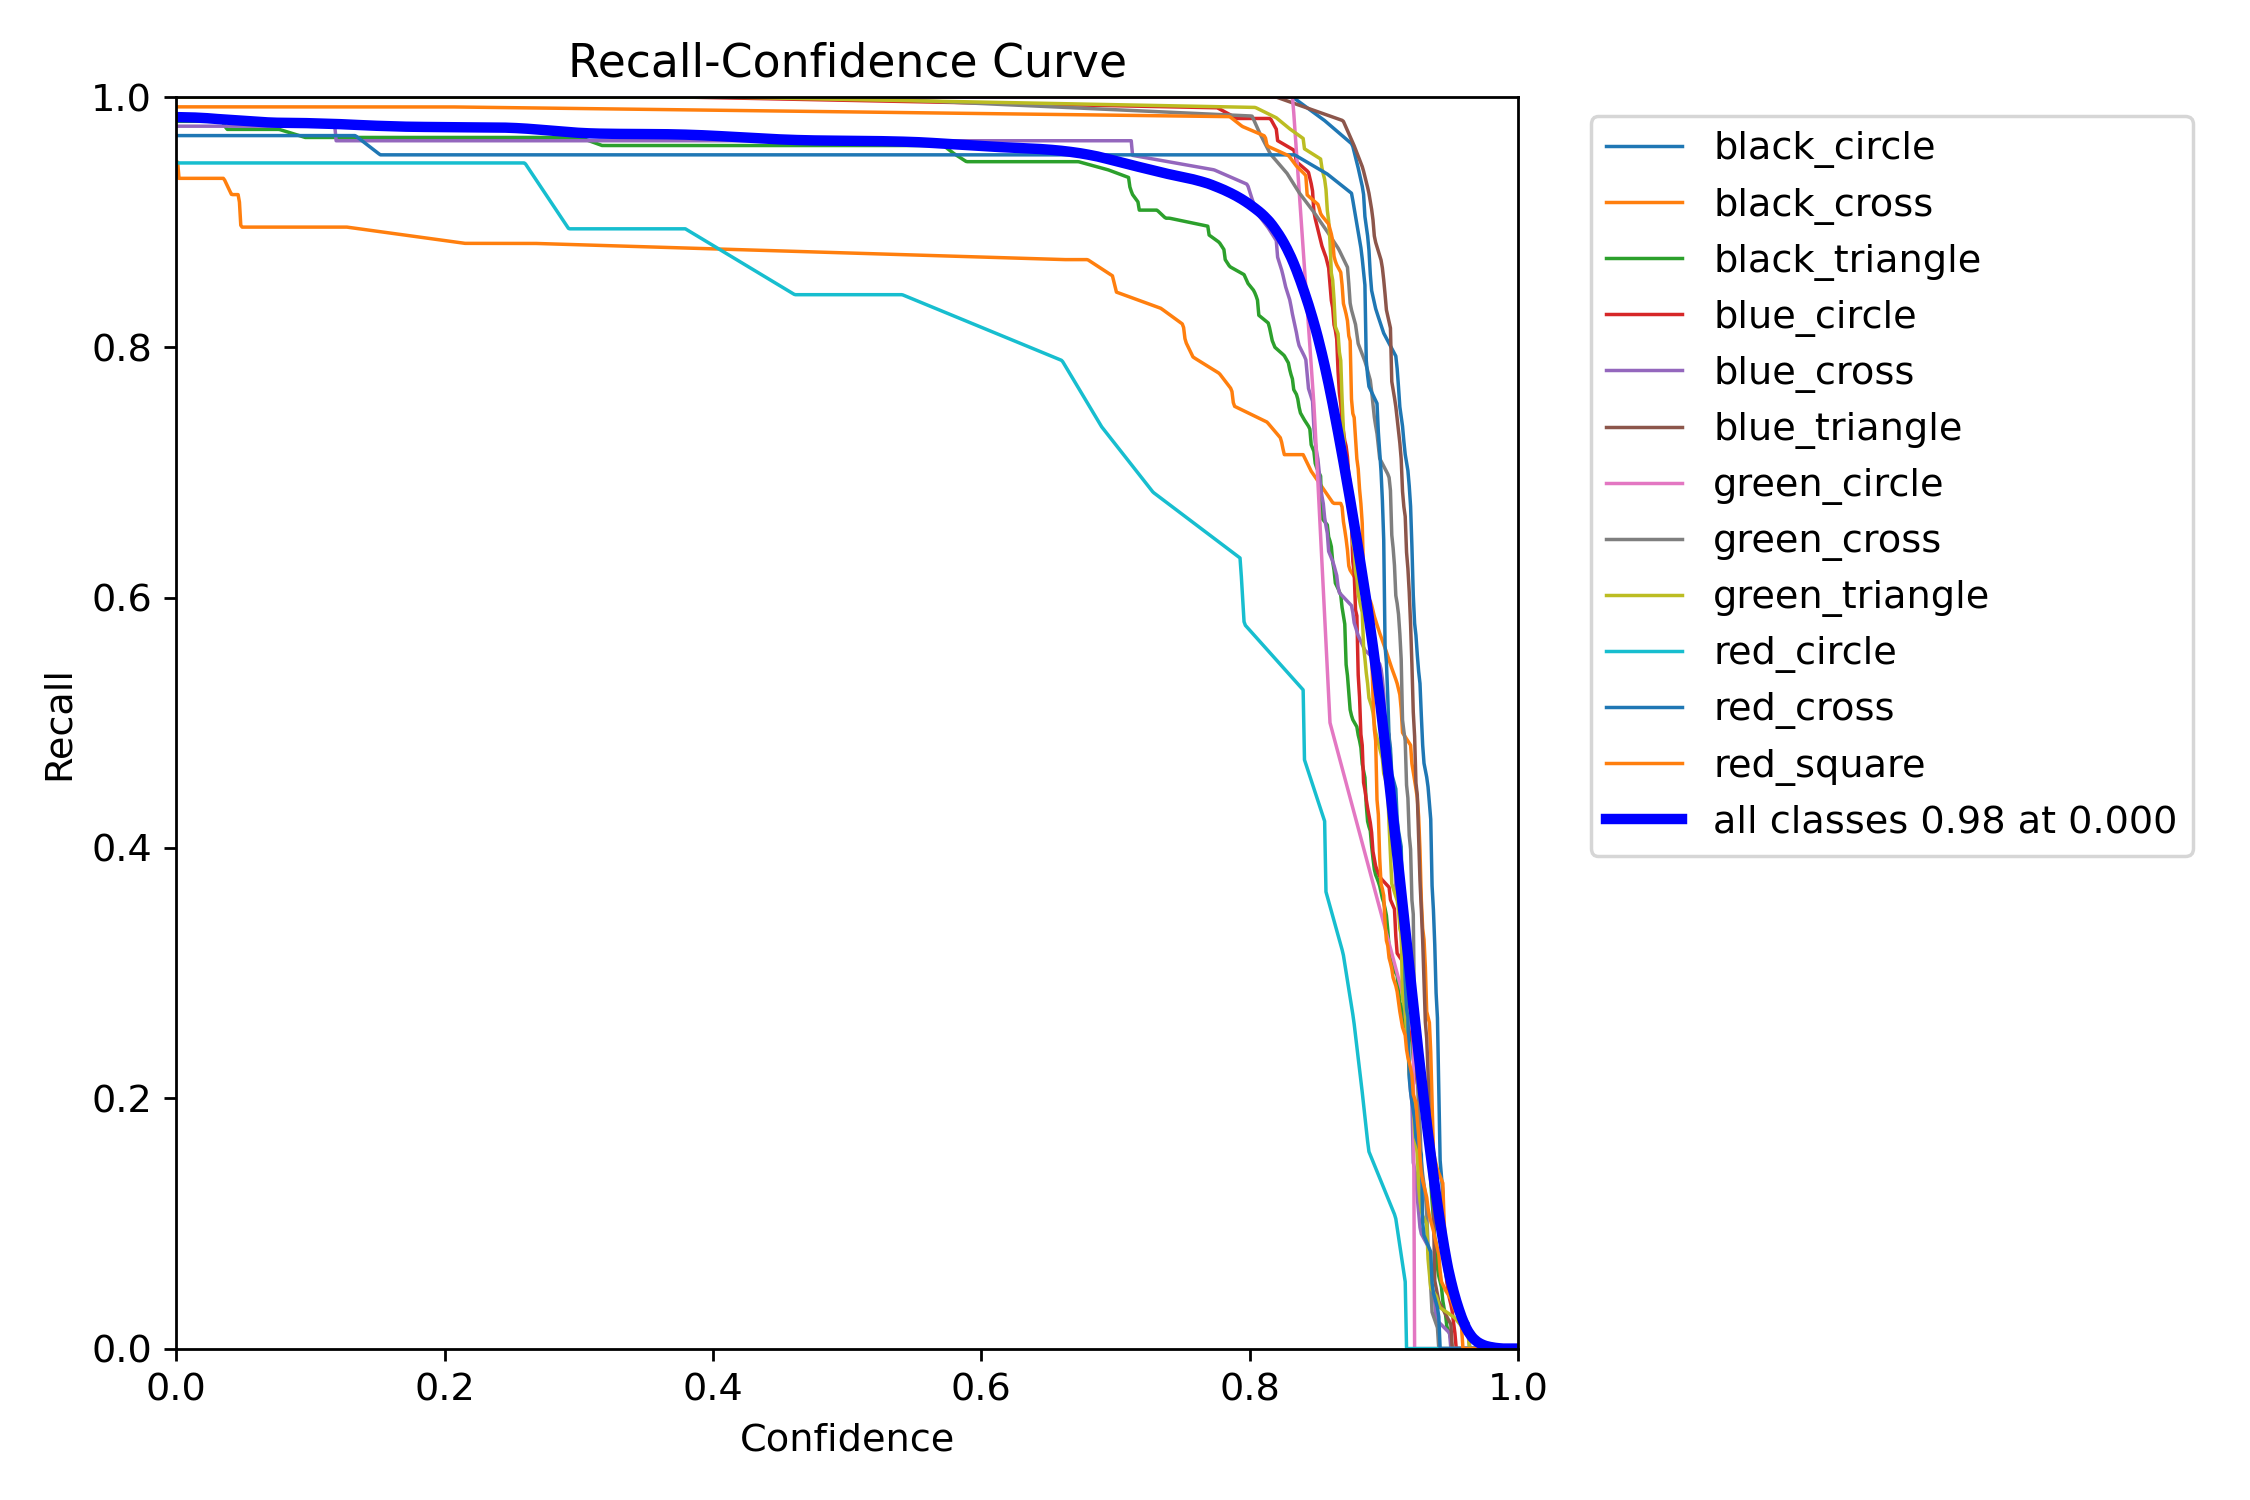 Recall-Confidence Curve
1.0
0.8
0.6
0.4
0.2
0.0
Recall
0.0 0.2 0.4 0.6 0.8 1.0
Confidence
black_circle
black_cross
black_triangle
blue_circle
blue_cross
blue_triangle
green_circle
green_cross
green_triangle
red_circle
red_cross
red_square
all classes 0.98 at 0.000